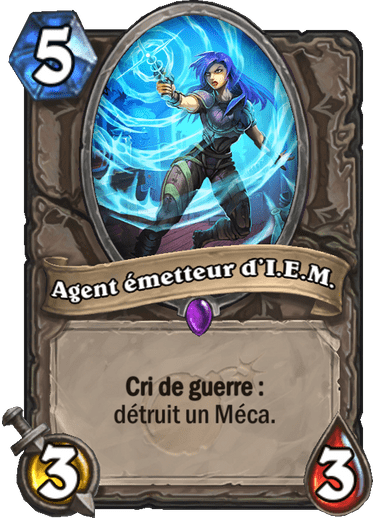 5
Agent émetteur d'I.E.M.
Cri de guerre :
détruit un Méca.
3
3